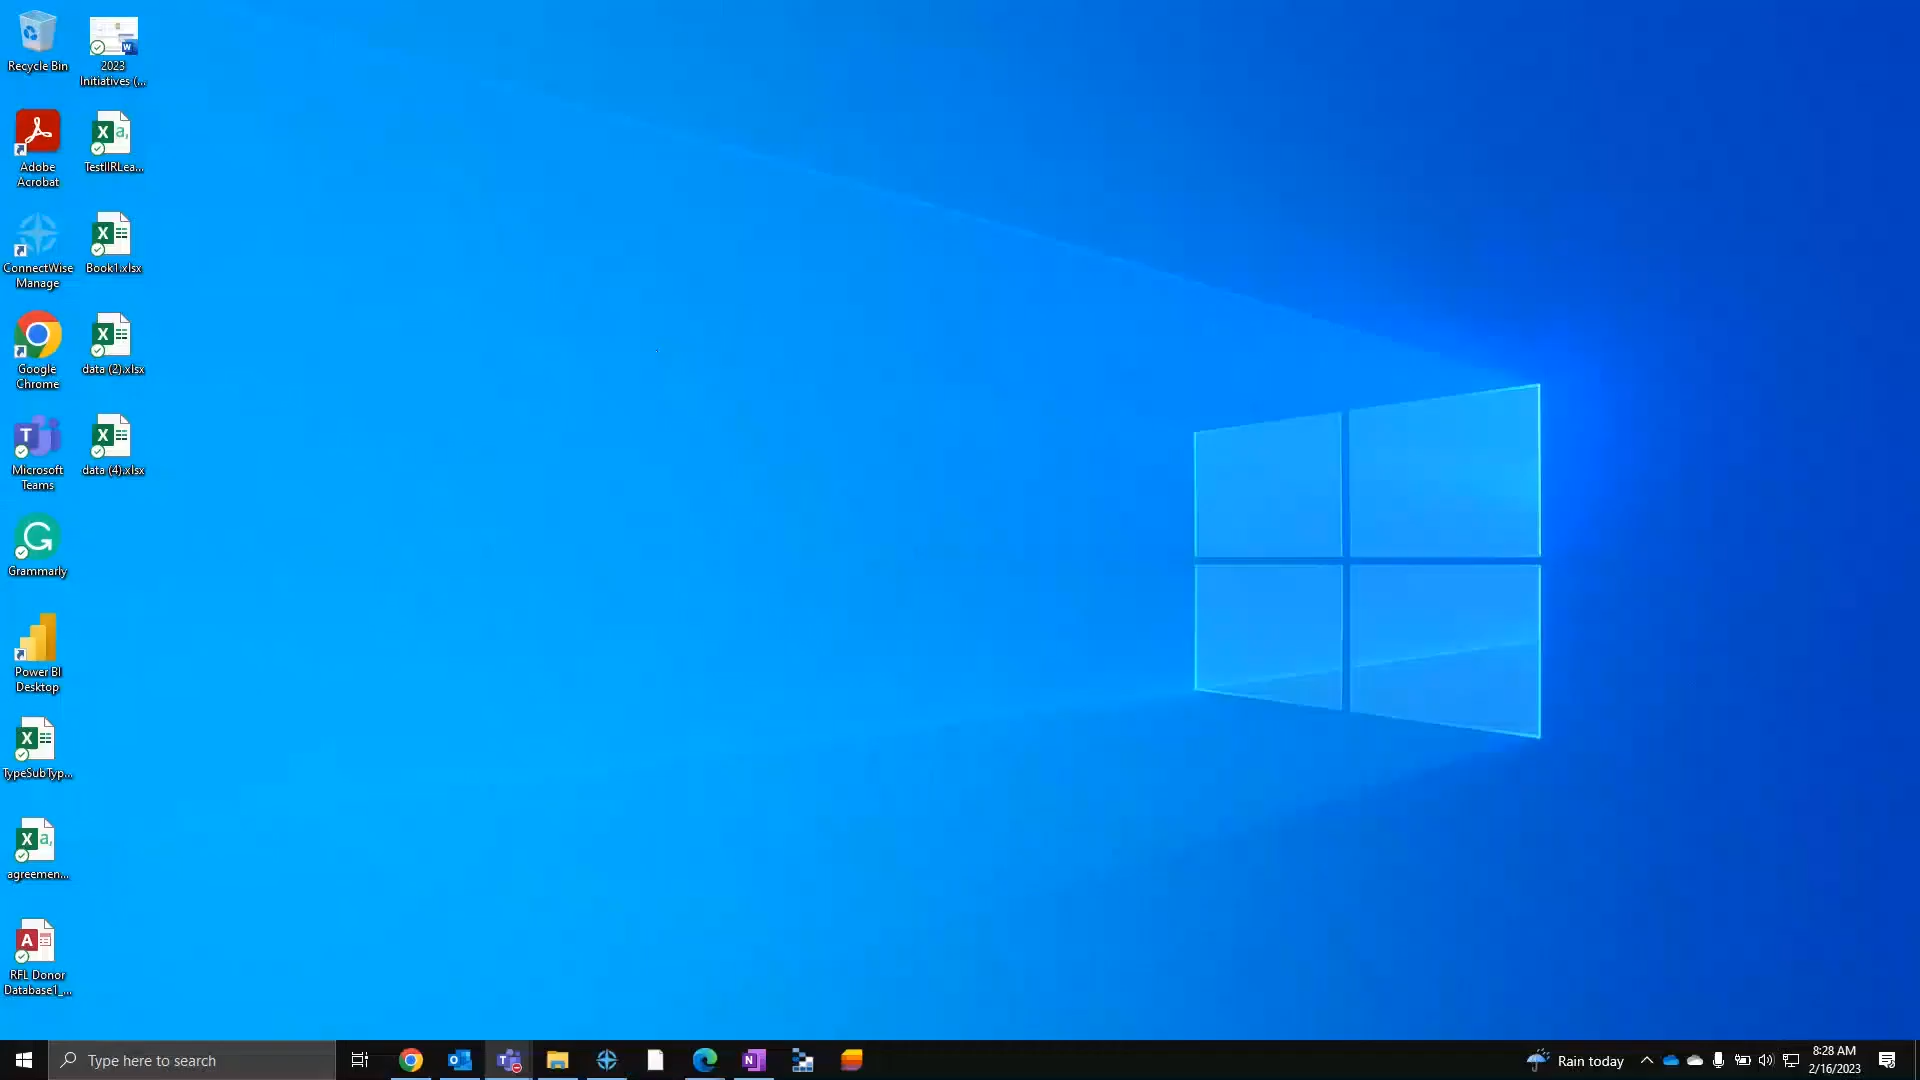 Recycle Bin
2023
Initiatives (...
Adobe
Acrobat
TestIIRLea...
ConnectWise
Manage
Book1.xlsx
Google
Chrome
data (2).xlsx
Microsoft
Teams
data (4).xlsx
Grammarly
Power BI
Desktop
TypeSubTyp...
agreemen...
RFL Donor
Database1_...
Type here to search
Rain today
8:28 AM
2/16/2023